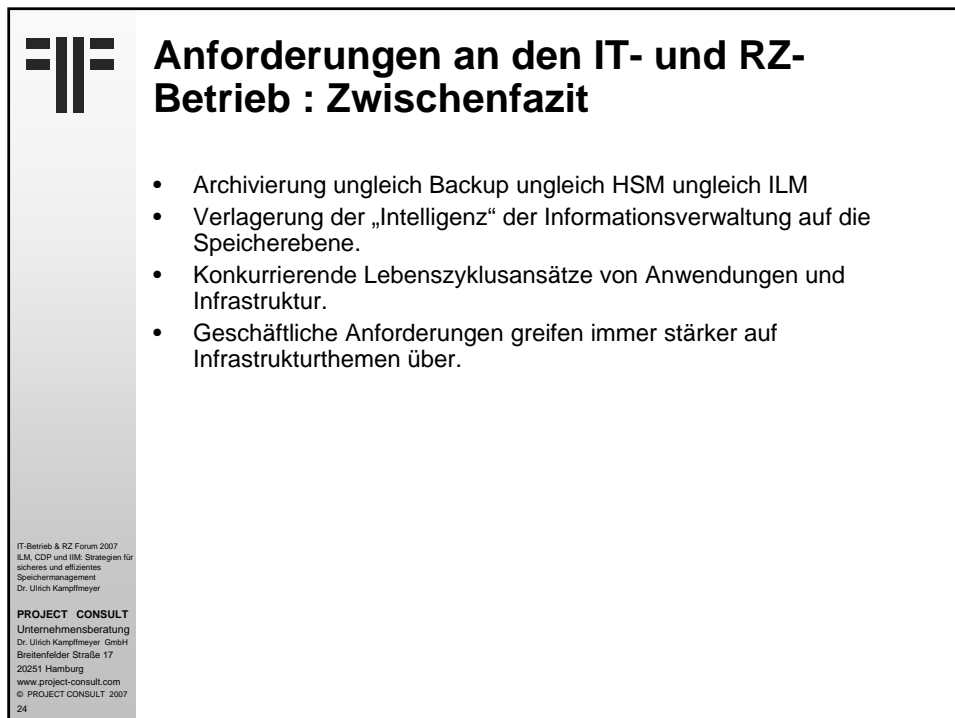 Anforderungen an den IT- und RZ-
Betrieb : Zwischenfazit
• Archivierung ungleich Backup ungleich HSM ungleich ILM
• Verlagerung der „Intelligenz“ der Informationsverwaltung auf die
Speicherebene.
• Konkurrierende Lebenszyklusansätze von Anwendungen und
Infrastruktur.
• Geschäftliche Anforderungen greifen immer stärker auf
Infrastrukturthemen über.
IT-Betrieb & RZ Forum 2007
ILM, CDP und IIM: Strategien für
sicheres und effizientes
Speichermanagement
Dr. Ulrich Kampffmeyer
PROJECT CONSULT
Unternehmensberatung
Dr. Ulrich Kampffmeyer GmbH
Breitenfelder Straße 17
20251 Hamburg
www.project-consult.com
© PROJECT CONSULT 2007
24